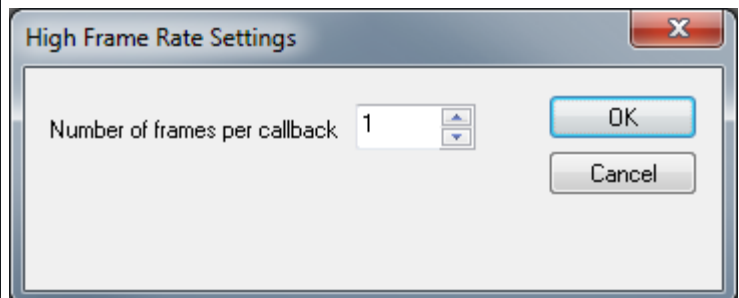 High Frame Rate Settings
Number of frames per callback 1
OK
Cancel